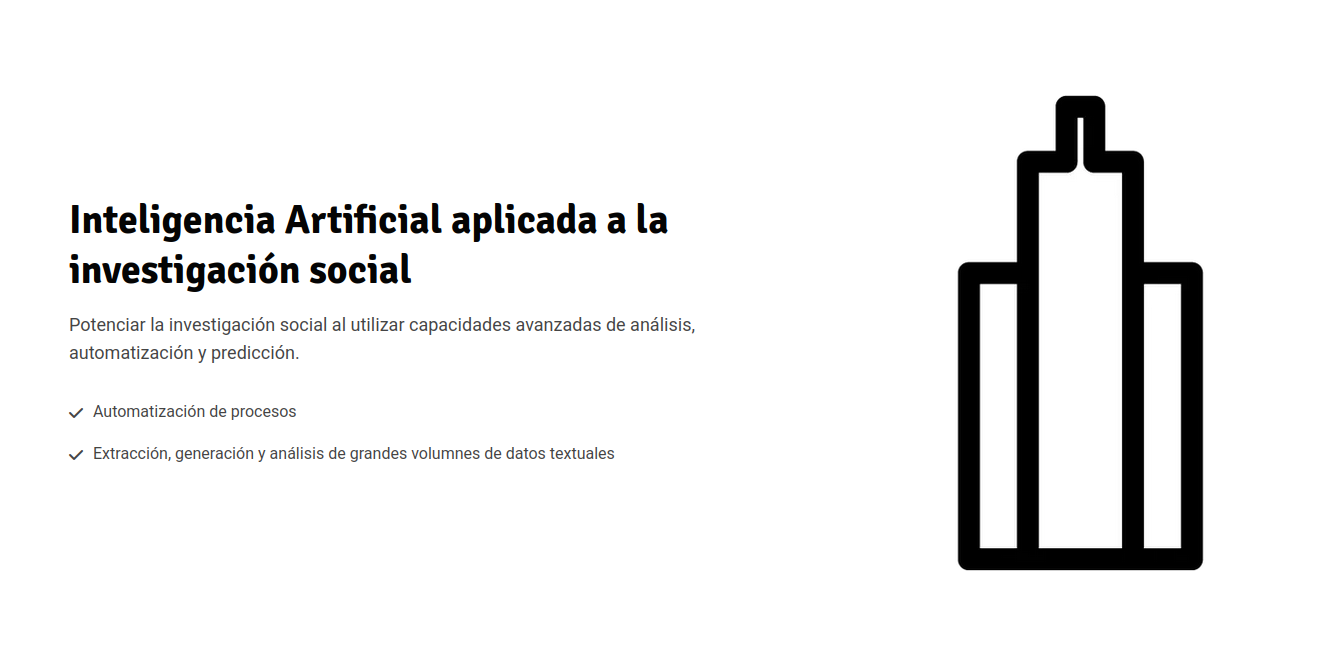 Inteligencia Artificial aplicada a la
investigación social
Potenciar la investigación social al utilizar capacidades avanzadas de análisis,
automatización y predicción.
Automatización de procesos
Extracción, generación y análisis de grandes volumnes de datos textuales